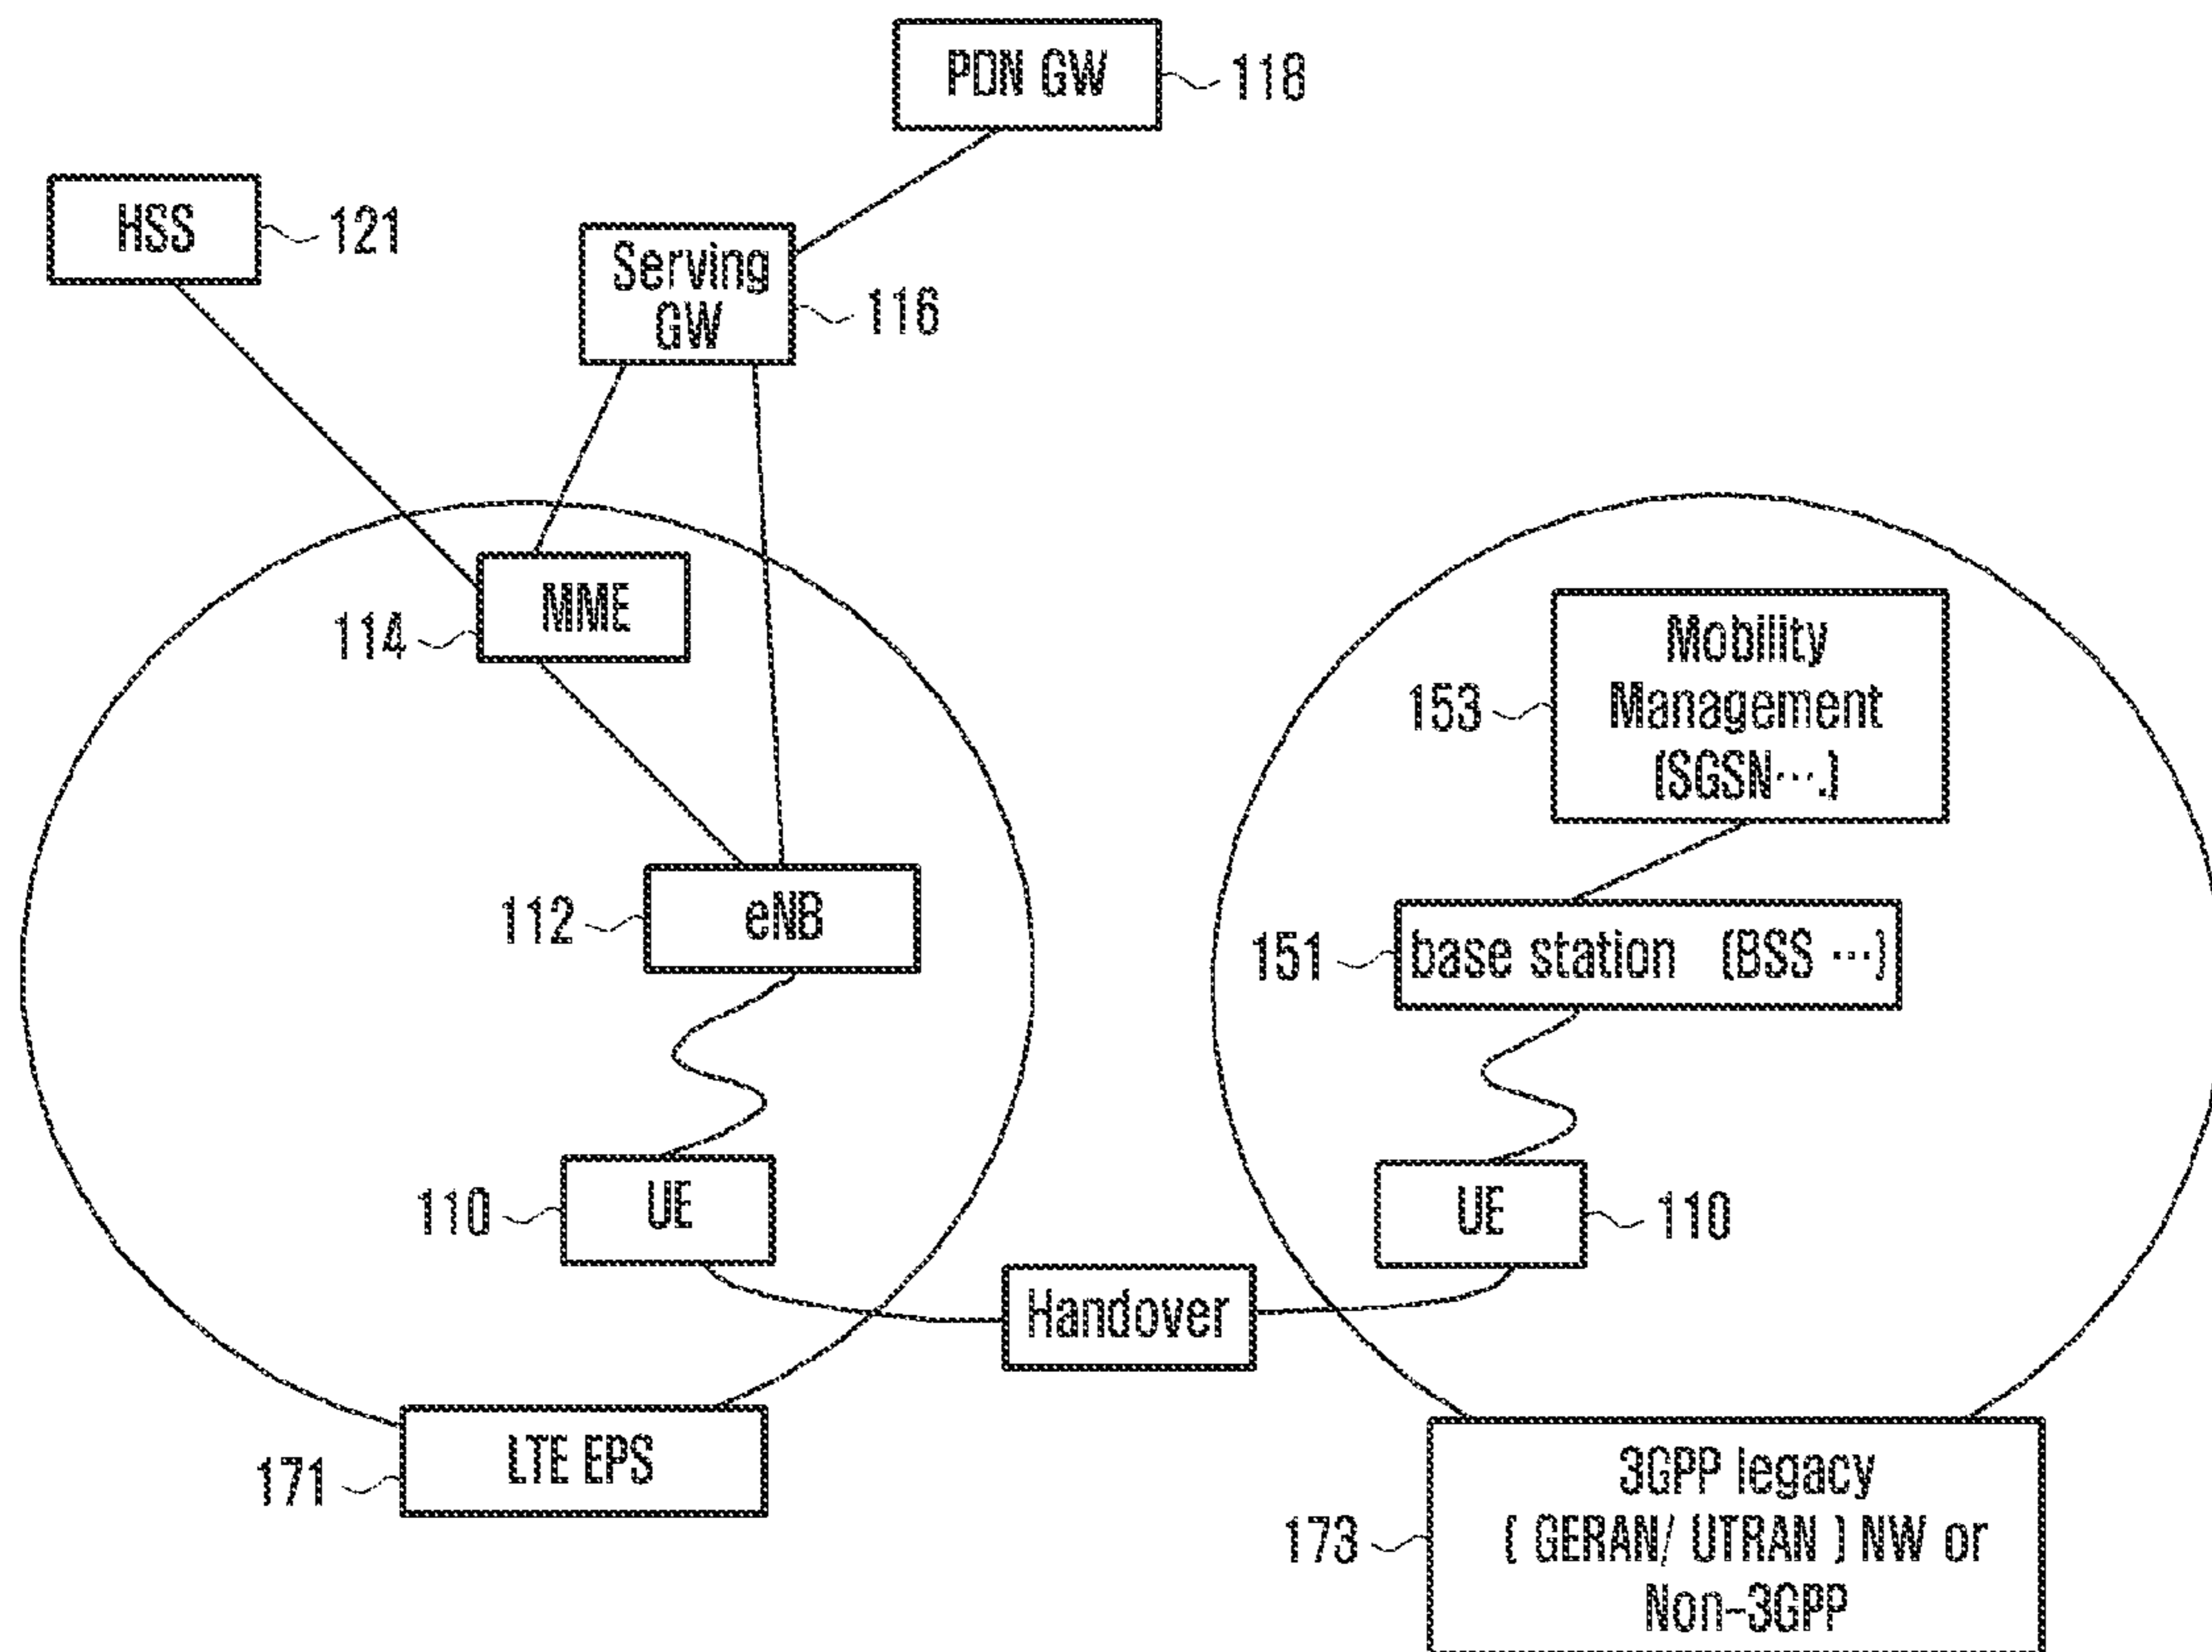 PDN GW
118
HSS
121
Serving
GW
116
MME
114
Mobility
Management
(SGSN….)
153
eNB
112
base station (BSS …)
151
UE
110
UE
110
Handover
LTE EPS
171
3GPP legacy
( GERAN/ UTRAN ) NW or
Non-3GPP
173